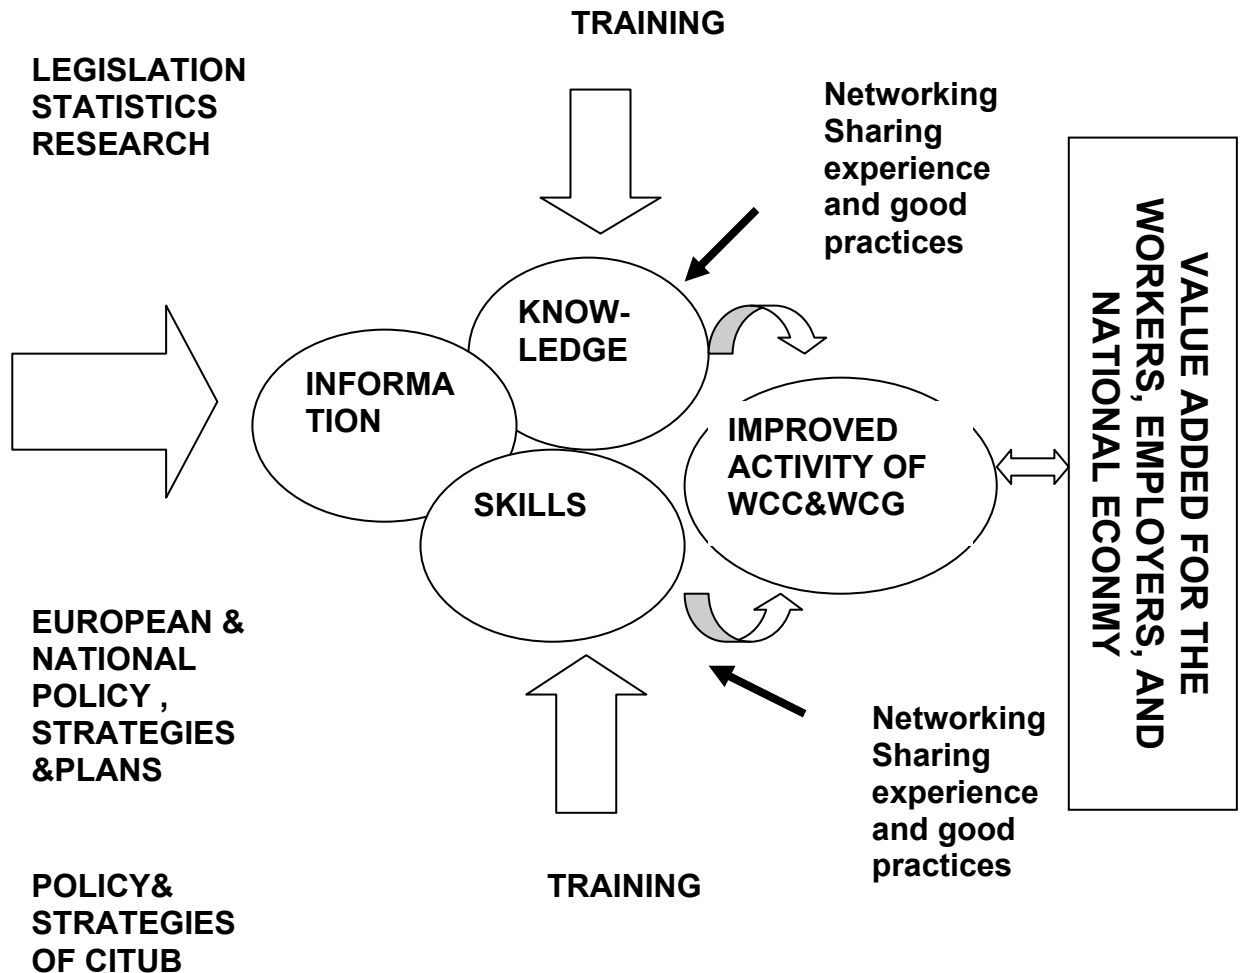 TRAINING
LEGISLATION
STATISTICS
RESEARCH
Networking
Sharing
experience
and good
practices
KNOW-
LEDGE
INFORMA
TION
SKILLS
IMPROVED
ACTIVITY OF
WCC&WCG
VALUE ADDED FOR THE
WORKERS, EMPLOYERS, AND
NATIONAL ECONMY
EUROPEAN &
NATIONAL
POLICY ,
STRATEGIES
&PLANS
Networking
Sharing
experience
and good
practices
POLICY&
STRATEGIES
OF CITUB
TRAINING